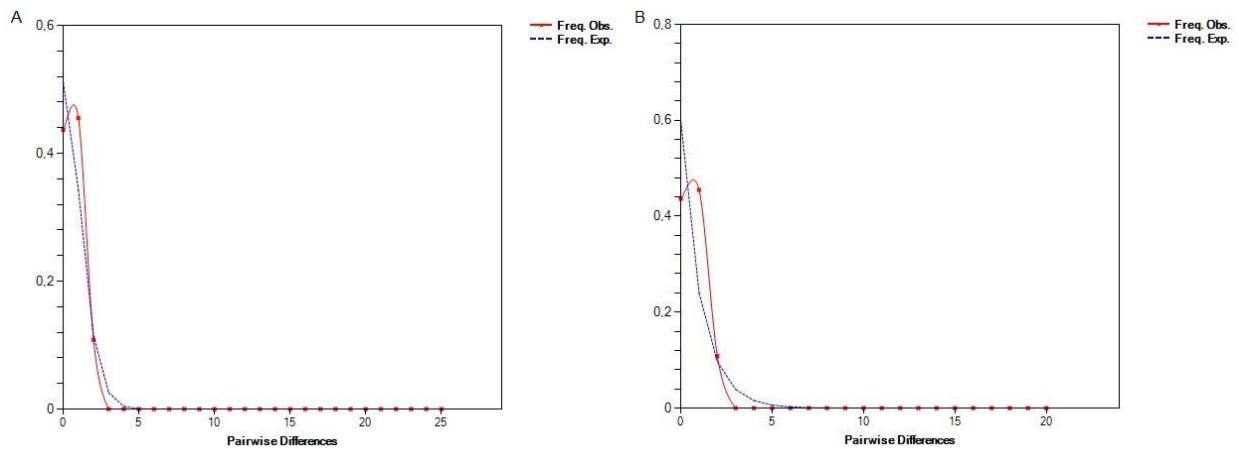 A
0,6
0,4
0,2
0
0 5 10 15 20 25
Pairwise Differences
Freq. Obs.
Freq. Exp.
B
0,8
0,6
0,4
0,2
0
0 5 10 15 20
Pairwise Differences
Freq. Obs.
Freq. Exp.